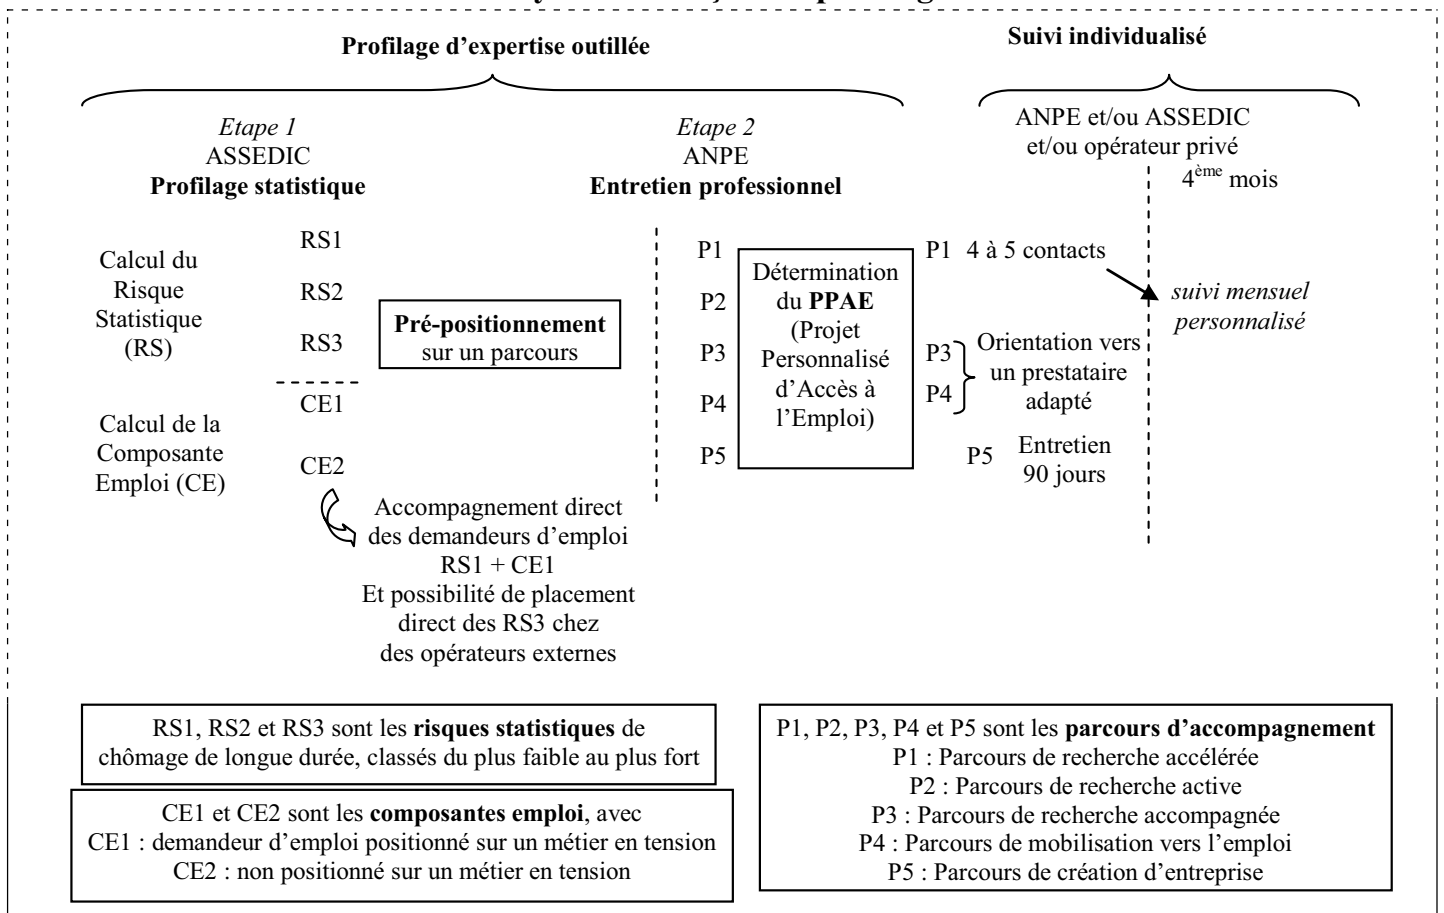 Profilage d’expertise outillée
Suivi individualisé
Etape 1
ASSEDIC
Profilage statistique
Etape 2
ANPE
Entretien professionnel
ANPE et/ou ASSEDIC
et/ou opérateur privé
4ème mois
Calcul du
Risque
Statistique
(RS)
RS1
RS2
RS3
Calcul de la
Composante
Emploi (CE)
CE1
CE2
Pré-positionnement
sur un parcours
Accompagnement direct
des demandeurs d’emploi
RS1 + CE1
Et possibilité de placement
direct des RS3 chez
des opérateurs externes
P1
P2
P3
P4
P5
Détermination
du PPAE
(Projet
Personnalisé
d’Accès à
l’Emploi)
P1 4 à 5 contacts
suivi mensuel
personnalisé
P3
P4
Orientation vers
un prestataire
adapté
P5 Entretien
90 jours
RS1, RS2 et RS3 sont les risques statistiques de
chômage de longue durée, classés du plus faible au plus fort
CE1 et CE2 sont les composantes emploi, avec
CE1 : demandeur d’emploi positionné sur un métier en tension
CE2 : non positionné sur un métier en tension
P1, P2, P3, P4 et P5 sont les parcours d’accompagnement
P1 : Parcours de recherche accélérée
P2 : Parcours de recherche active
P3 : Parcours de recherche accompagnée
P4 : Parcours de mobilisation vers l’emploi
P5 : Parcours de création d’entreprise